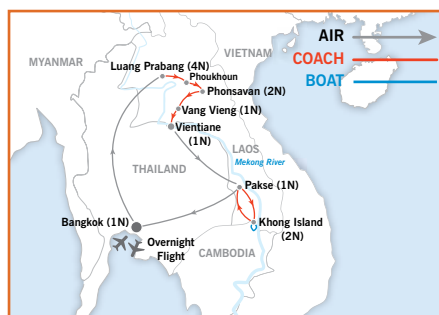 AIR
COACH
BOAT
VIETNAM
MYANMAR
Luang Prabang (4N)
Phoukhoun
Phonsavan (2N)
Vang Vieng (1N)
Vientiane
(1N)
LAOS
Mekong River
THAILAND
Pakse (1N)
Bangkok (1N)
Overnight
Flight
Khong Island
(2N)
CAMBODIA